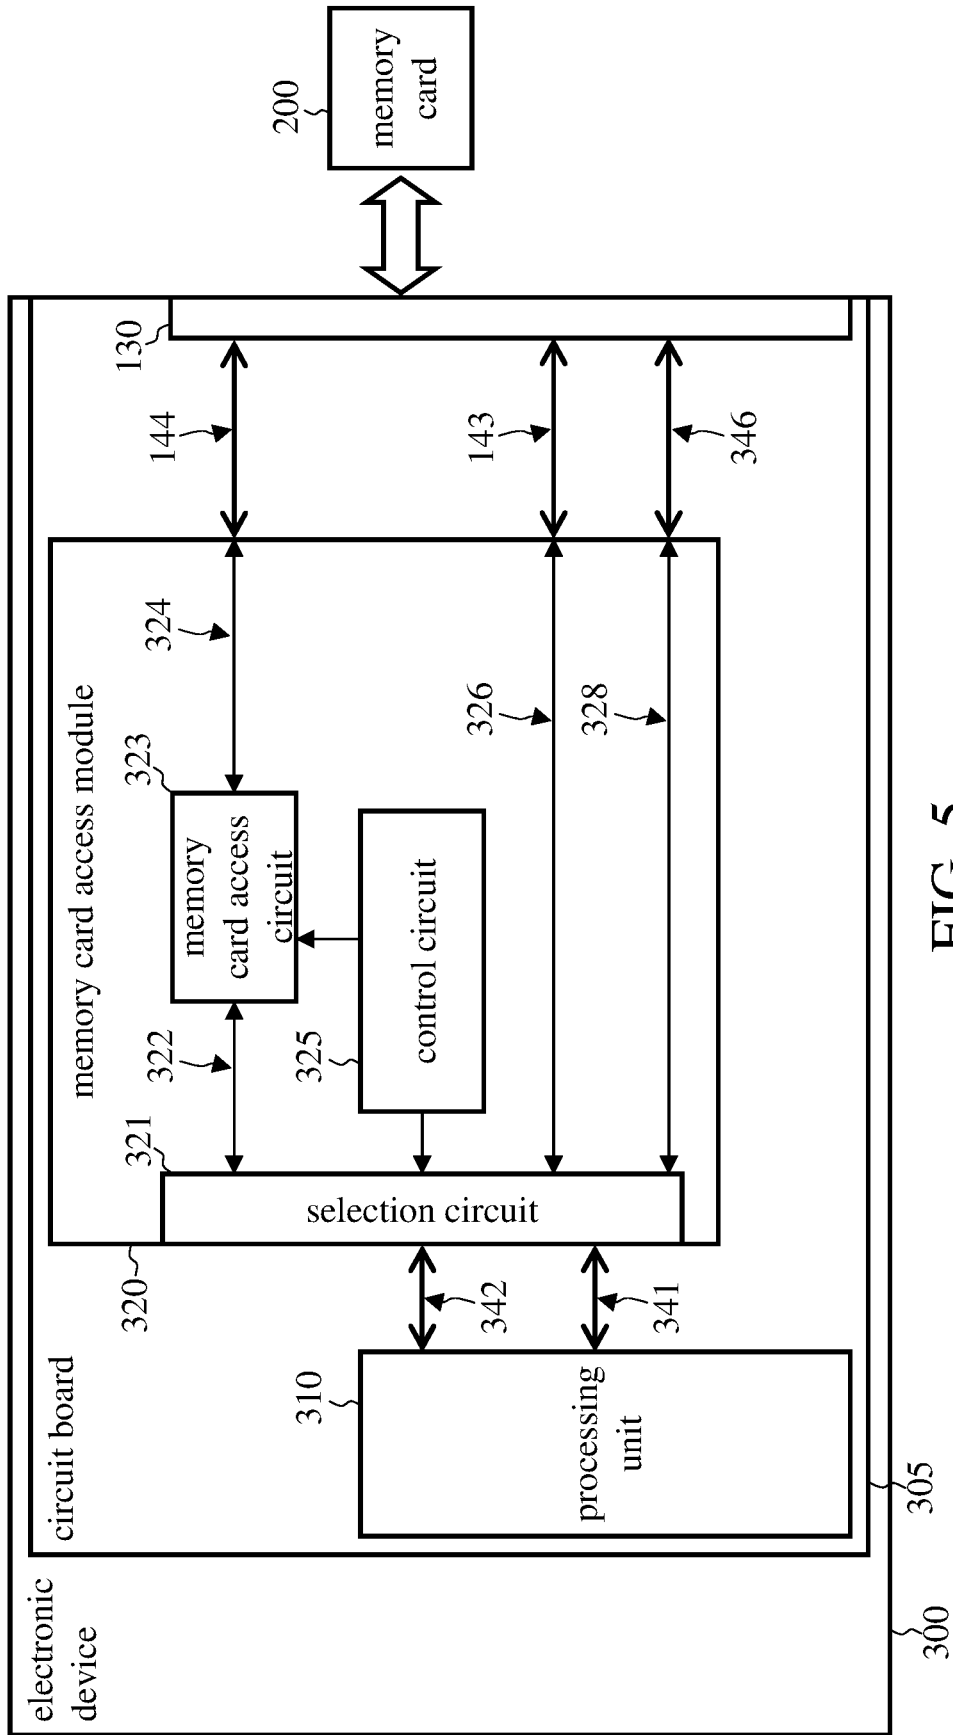 electronic
device
circuit board
memory card access module
320
321
322
323
324
144
130
200
memory
card
memory
card access
circuit
325
control circuit
selection circuit
326
143
328
346
342
341
310
processing
unit
305
300
FIG. 5